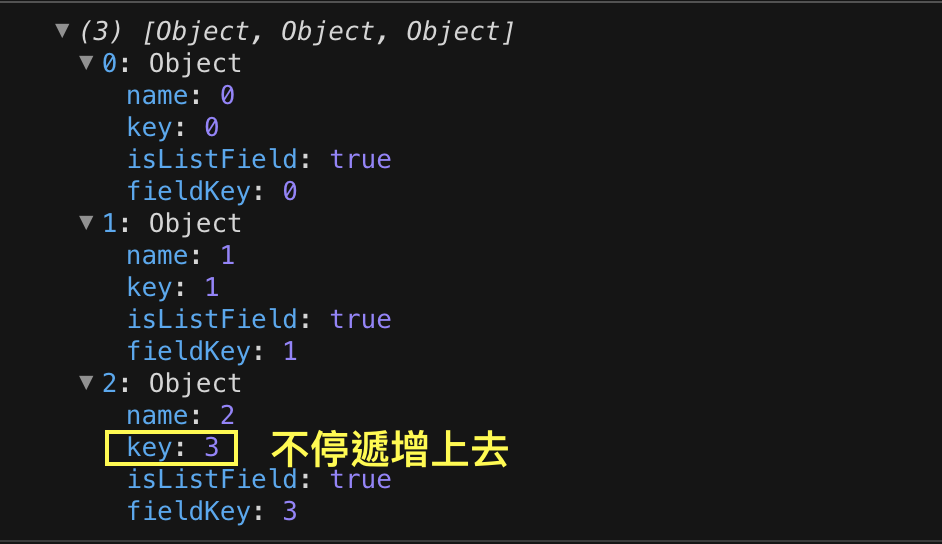 ▼ (3) [Object, Object, Object]
▼ 0: Object
name: 0
key: 0
isListField: true
fieldKey: 0
▼ 1: Object
name: 1
key: 1
isListField: true
fieldKey: 1
▼ 2: Object
name: 2
key: 3 不停遞增上去
isListField: true
fieldKey: 3